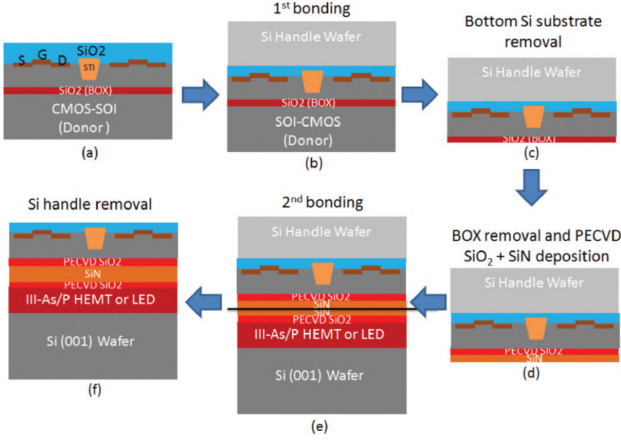 S G D SiO2
STI
SiO2 (BOX)
CMOS-SOI
(Donor)
(a)
1st bonding
Si Handle Wafer
SiO2 (BOX)
SOI-CMOS
(Donor)
(b)
Bottom Si substrate
removal
Si Handle Wafer
SiO2 (BOX)
(c)
BOX removal and PECVD
SiO2 + SiN deposition
Si Handle Wafer
PECVD SiO2
SiN
(d)
2nd bonding
Si Handle Wafer
PECVD SiO2
SiN
SiN
PECVD SiO2
III-As/P HEMT or LED
Si (001) Wafer
(e)
Si handle removal
PECVD SiO2
SiN
PECVD SiO2
III-As/P HEMT or LED
Si (001) Wafer
(f)